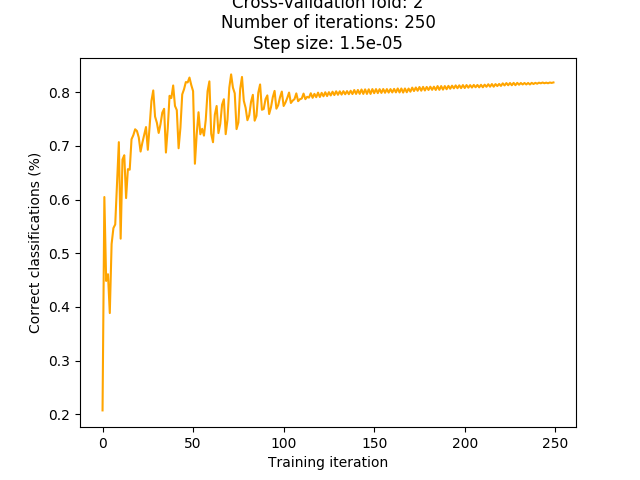 Cross-validation fold: 2
Number of iterations: 250
Step size: 1.5e-05
0.8
0.7
0.6
0.5
0.4
0.3
0.2
Correct classifications (%)
0 50 100 150 200 250
Training iteration